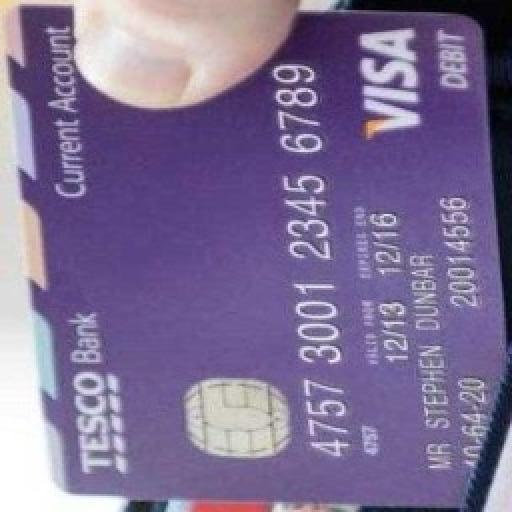 TESCO Bank Current Account
4757 3001 2345 6789
4757 VALID FROM EXPIRES END
12/13 12/16
VISA
MR STEPHEN DUNBAR
DEBIT
10-64-20 20014556